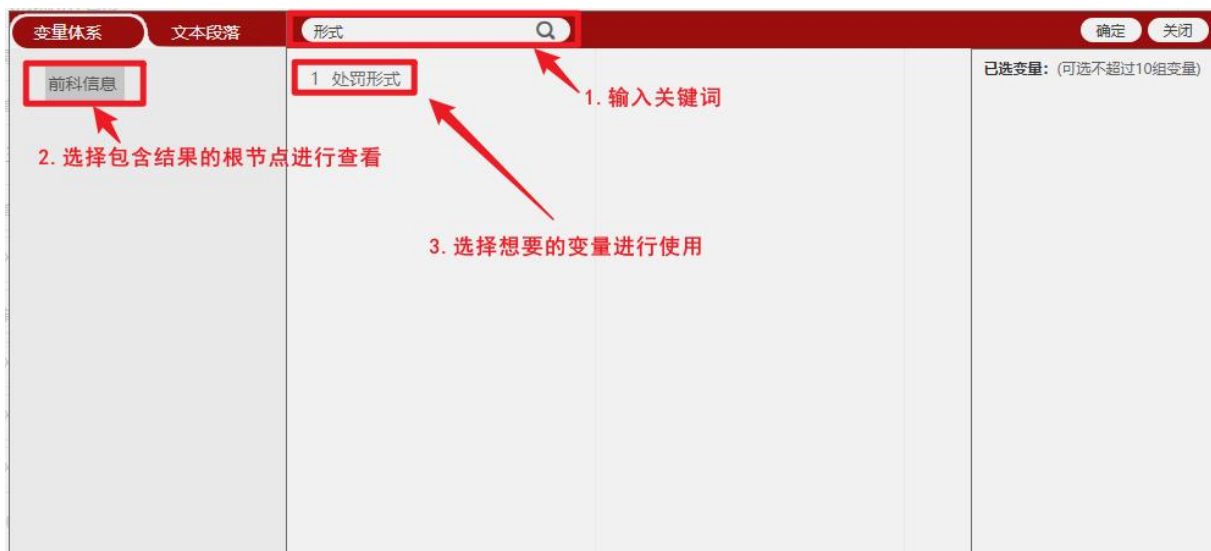 变量体系 文本段落 形式 确定 关闭
前科信息 1 处罚形式 已选变量：(可选不超过10组变量)
1. 输入关键词
2. 选择包含结果的根节点进行查看
3. 选择想要的变量进行使用